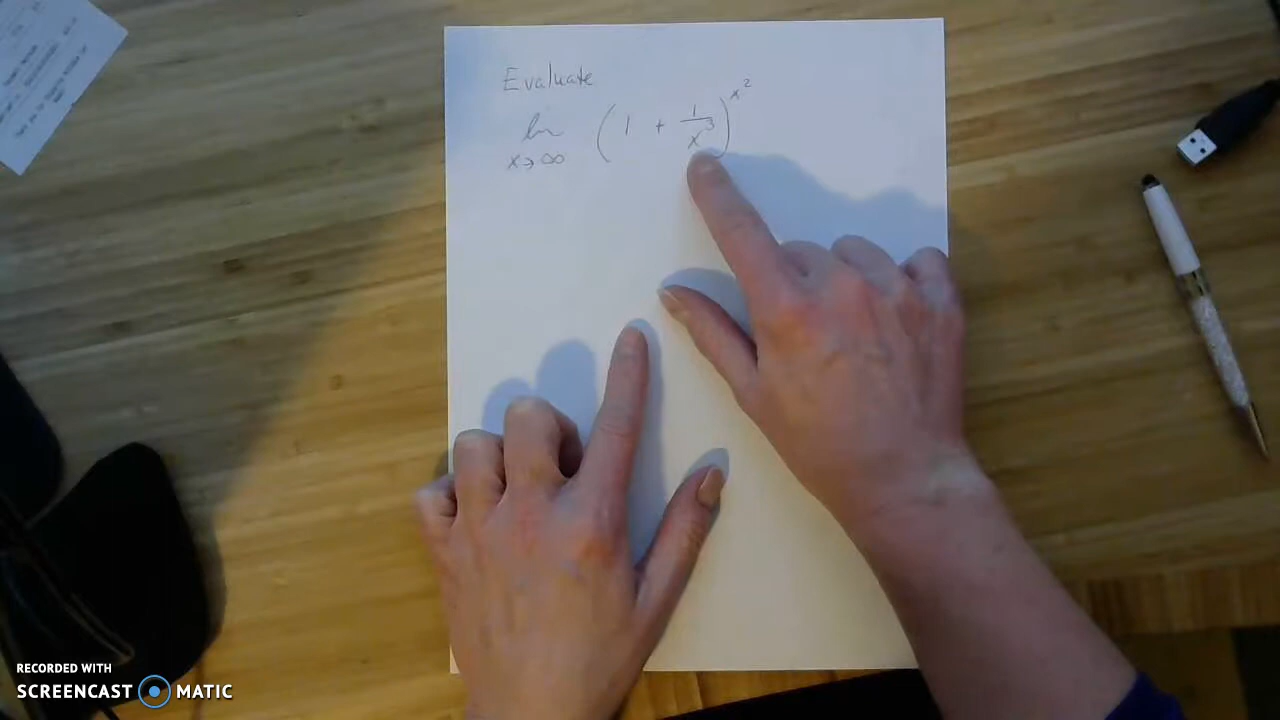 Evaluate
lim (1 + 1/x³)^x²
x→∞
RECORDED WITH
SCREENCAST MATIC